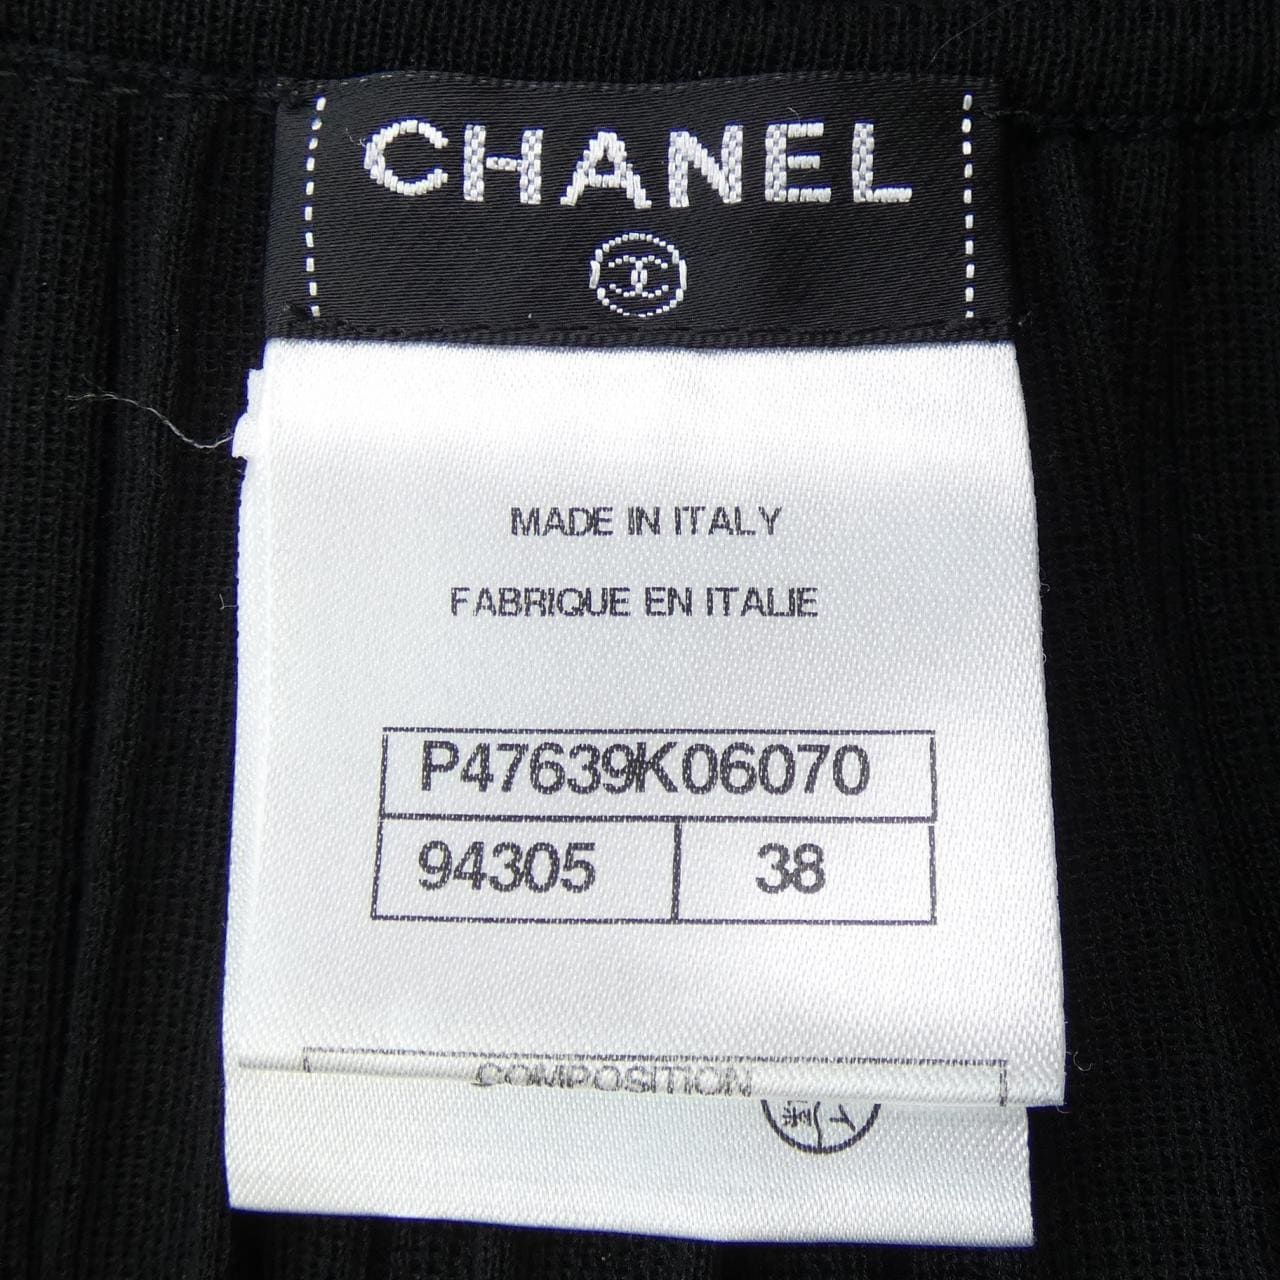 CHANEL
MADE IN ITALY
FABRIQUE EN ITALIE
P47639K06070
94305 38
COMPOSITION